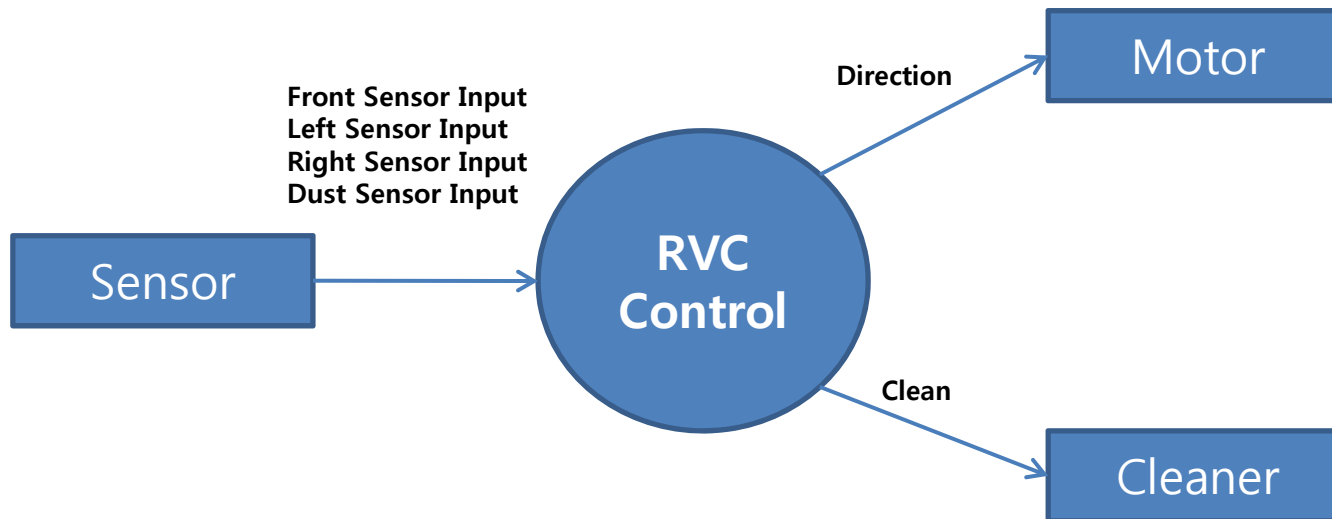 Front Sensor Input
Left Sensor Input
Right Sensor Input
Dust Sensor Input
Sensor
RVC
Control
Direction
Motor
Clean
Cleaner